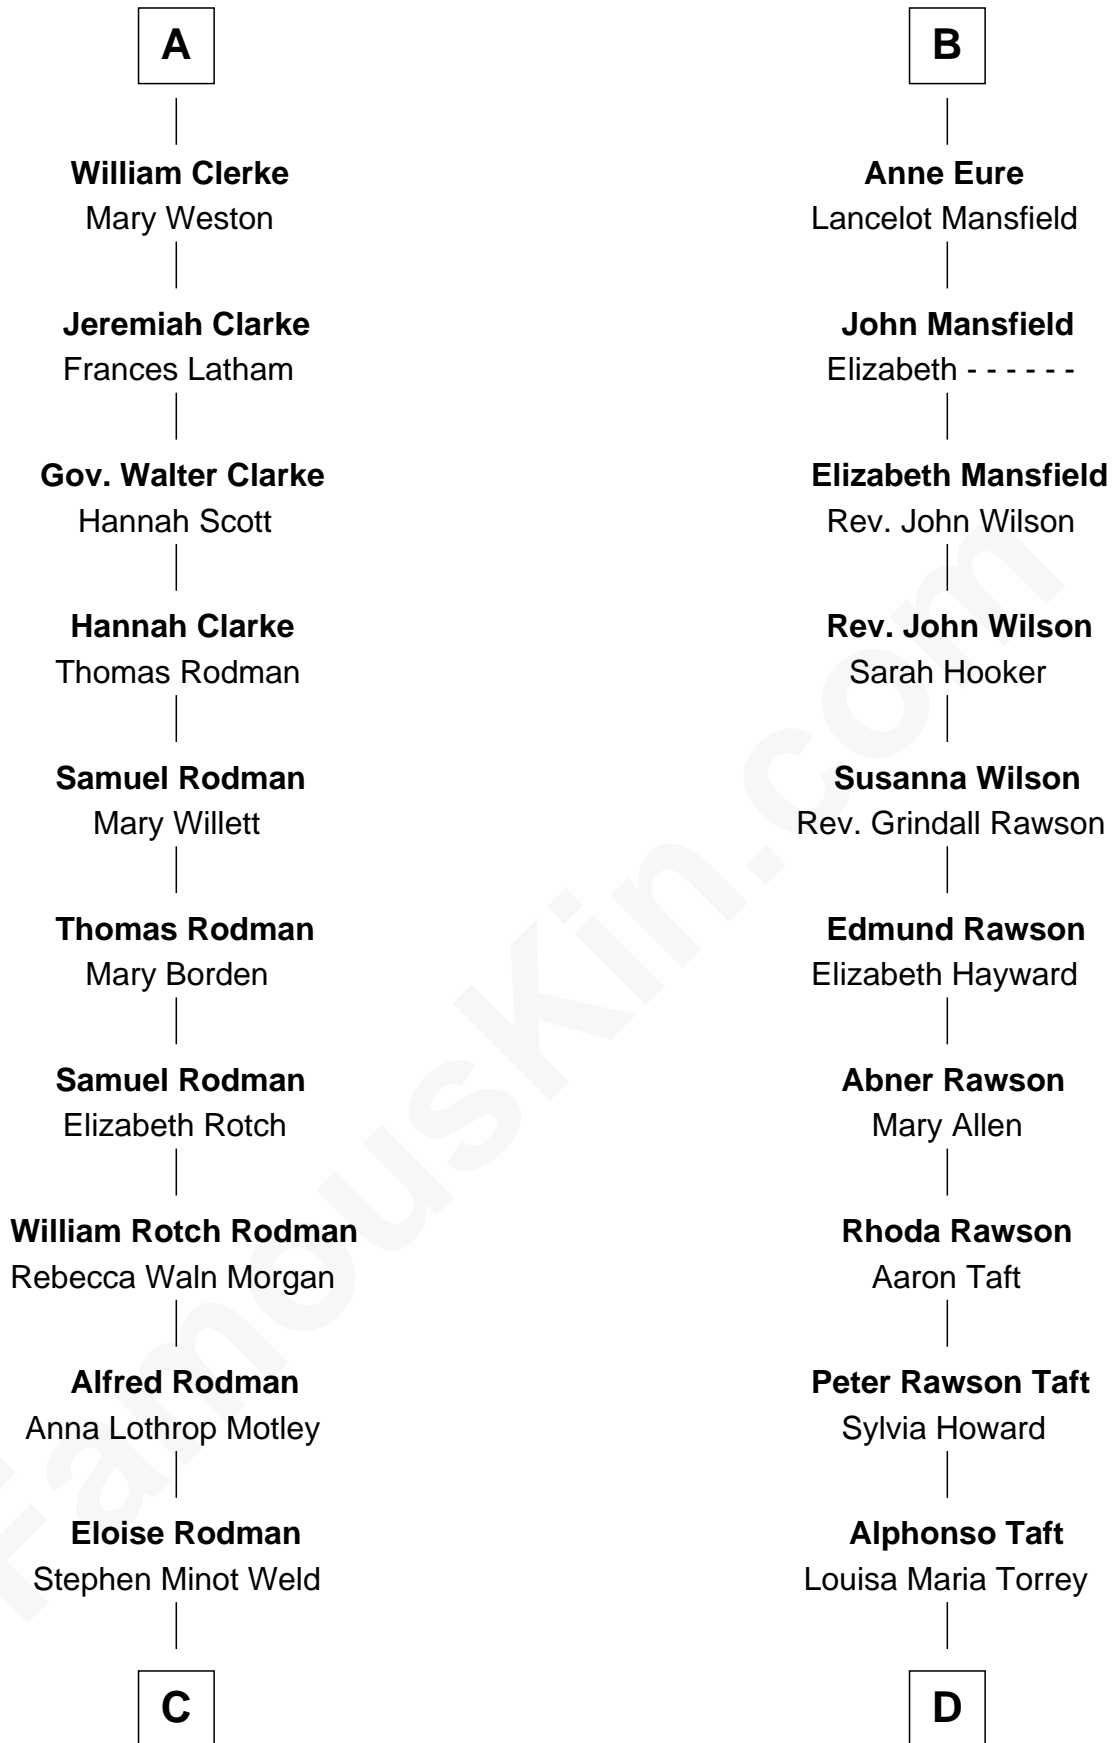 A
William Clerke
Mary Weston
Jeremiah Clarke
Frances Latham
Gov. Walter Clarke
Hannah Scott
Hannah Clarke
Thomas Rodman
Samuel Rodman
Mary Willett
Thomas Rodman
Mary Borden
Samuel Rodman
Elizabeth Rotch
William Rotch Rodman
Rebecca Waln Morgan
Alfred Rodman
Anna Lothrop Motley
Eloise Rodman
Stephen Minot Weld
C
B
Anne Eure
Lancelot Mansfield
John Mansfield
Elizabeth - - - - - -
Elizabeth Mansfield
Rev. John Wilson
Rev. John Wilson
Sarah Hooker
Susanna Wilson
Rev. Grindall Rawson
Edmund Rawson
Elizabeth Hayward
Abner Rawson
Mary Allen
Rhoda Rawson
Aaron Taft
Peter Rawson Taft
Sylvia Howard
Alphonso Taft
Louisa Maria Torrey
D
FamousKin.com